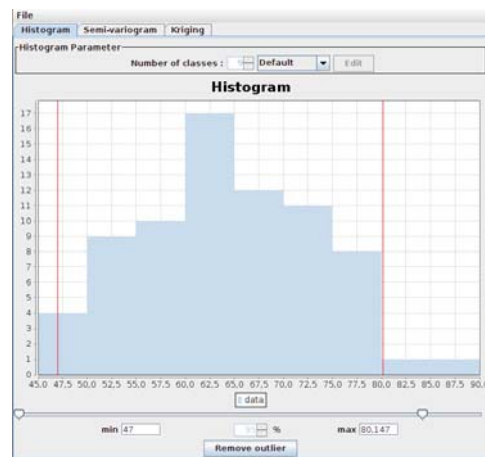 File
Histogram Semi-variogram Kriging
Histogram Parameter
Number of classes : Default Edit
Histogram
17
16
15
14
13
12
11
10
9
8
7
6
5
4
3
2
1
0
45.0 47.5 50.0 52.5 55.0 57.5 60.0 62.5 65.0 67.5 70.0 72.5 75.0 77.5 80.0 82.5 85.0 87.5 90.0
data
min 47 95 % max 80.147
Remove outlier